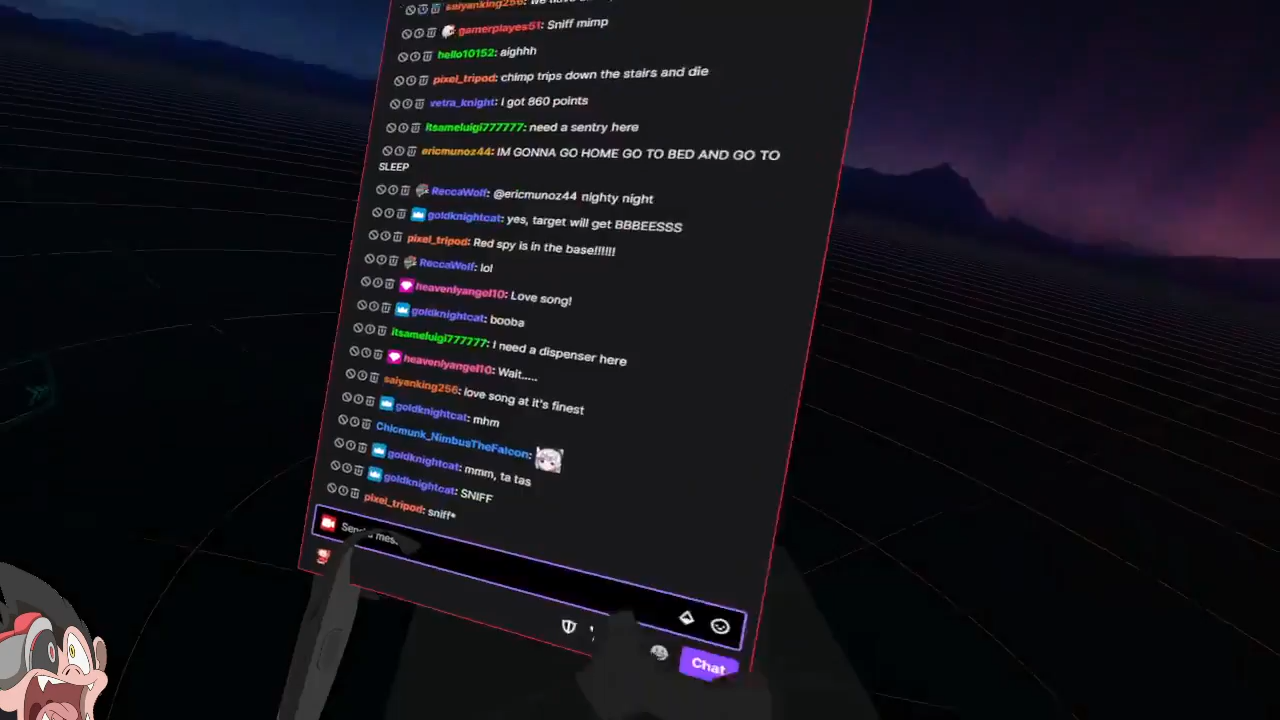 saiyanking256: we have
gamerplayes51: Sniff mimp
hello10152: aighhh
pixel_tripod: chimp trips down the stairs and die
vetra_knight: I got 860 points
itsameluigi777777: need a sentry here
ericmunoz44: IM GONNA GO HOME GO TO BED AND GO TO
SLEEP
ReccaWolf: @ericmunoz44 nighty night
goldknightcat: yes, target will get BBBEESSS
pixel_tripod: Red spy is in the base!!!!!!
ReccaWolf: lol
heavenlyangel10: Love song!
goldknightcat: booba
itsameluigi777777: I need a dispenser here
heavenlyangel10: Wait.....
saiyanking256: love song at it's finest
goldknightcat: mhm
Chicmunk_NimbusTheFalcon:
goldknightcat: mmm, ta tas
goldknightcat: SNIFF
pixel_tripod: sniff*
Chat